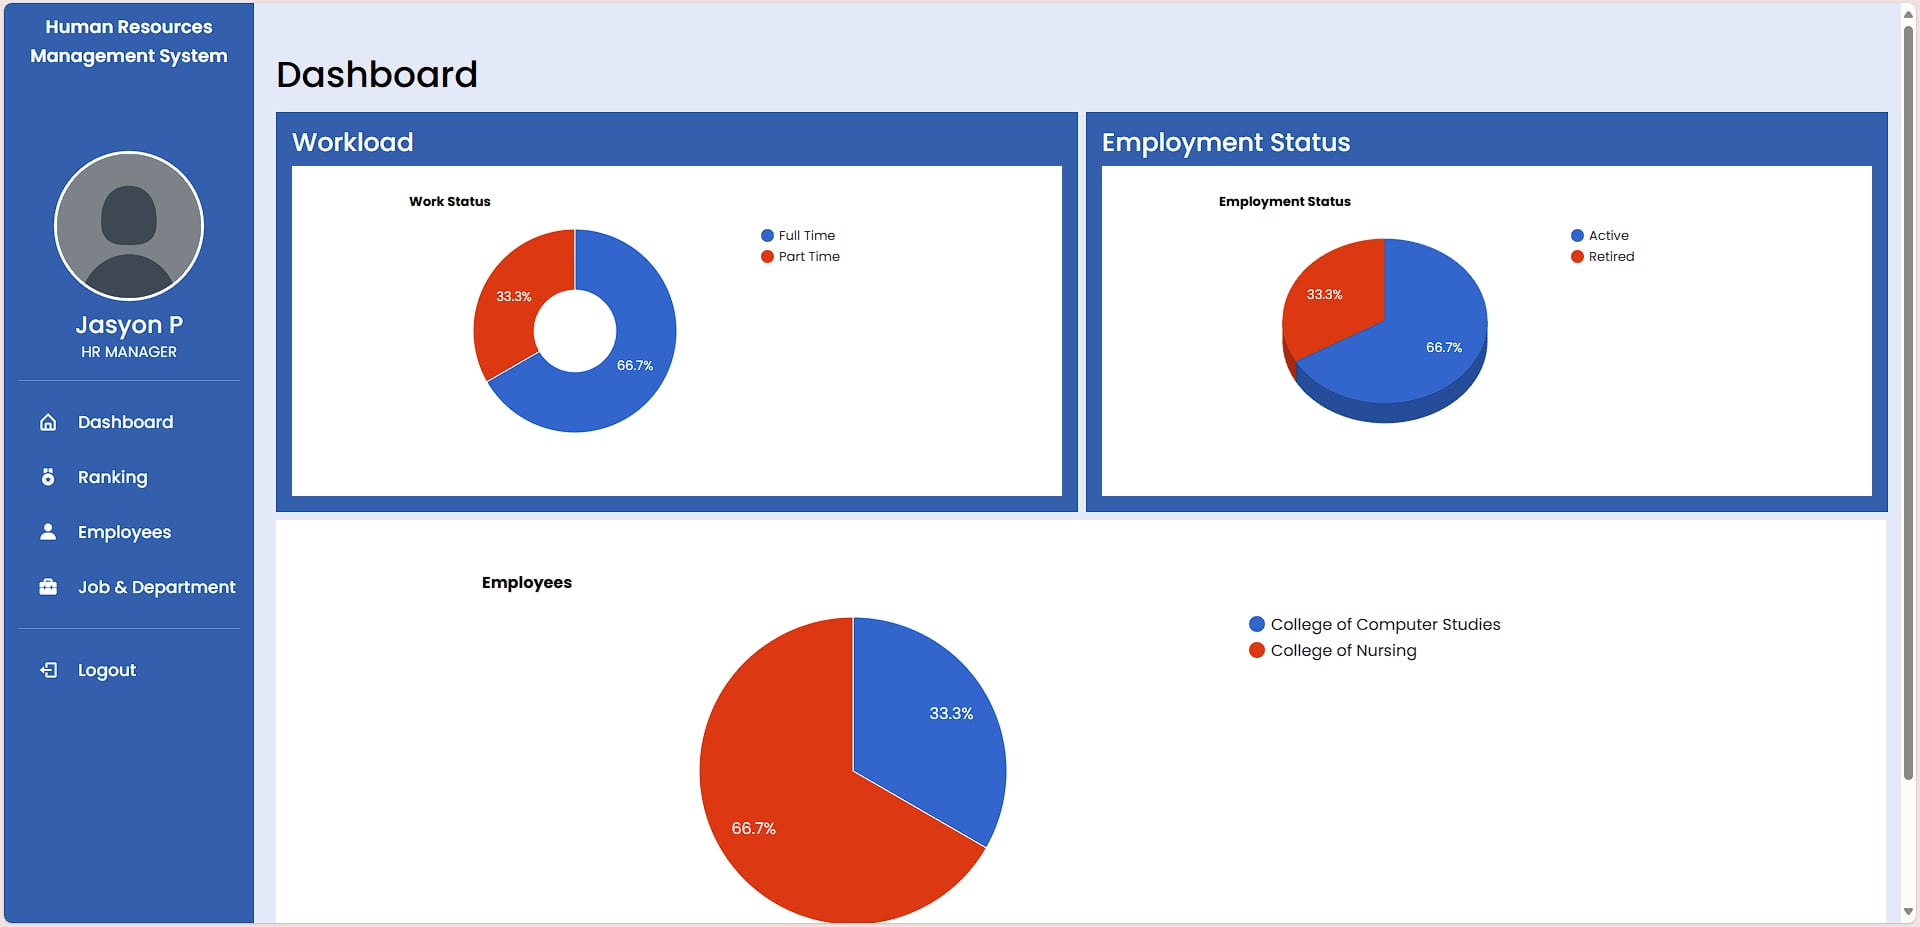 Human Resources
Management System
Jasyon P
HR MANAGER
Dashboard
Ranking
Employees
Job & Department
Logout
Dashboard
Workload
Work Status
Full Time
Part Time
33.3%
66.7%
Employment Status
Employment Status
Active
Retired
33.3%
66.7%
Employees
College of Computer Studies
College of Nursing
33.3%
66.7%